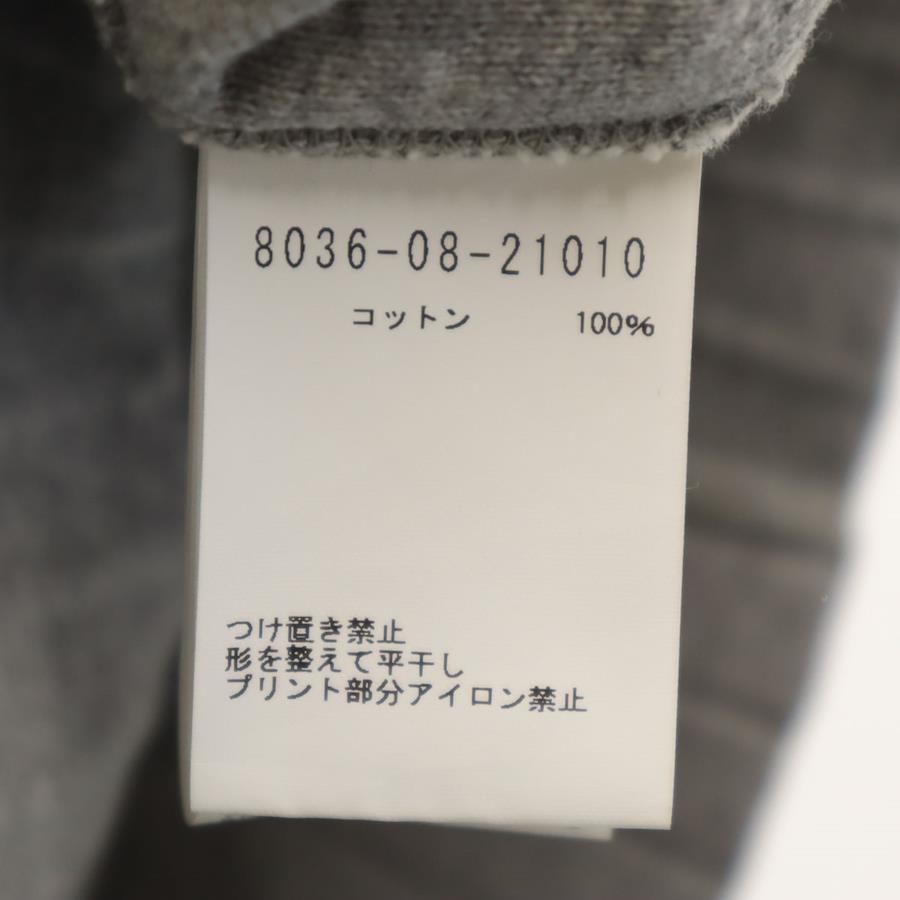 8036-08-21010
コットン 100%
つけ置き禁止
形を整えて平干し
プリント部分アイロン禁止